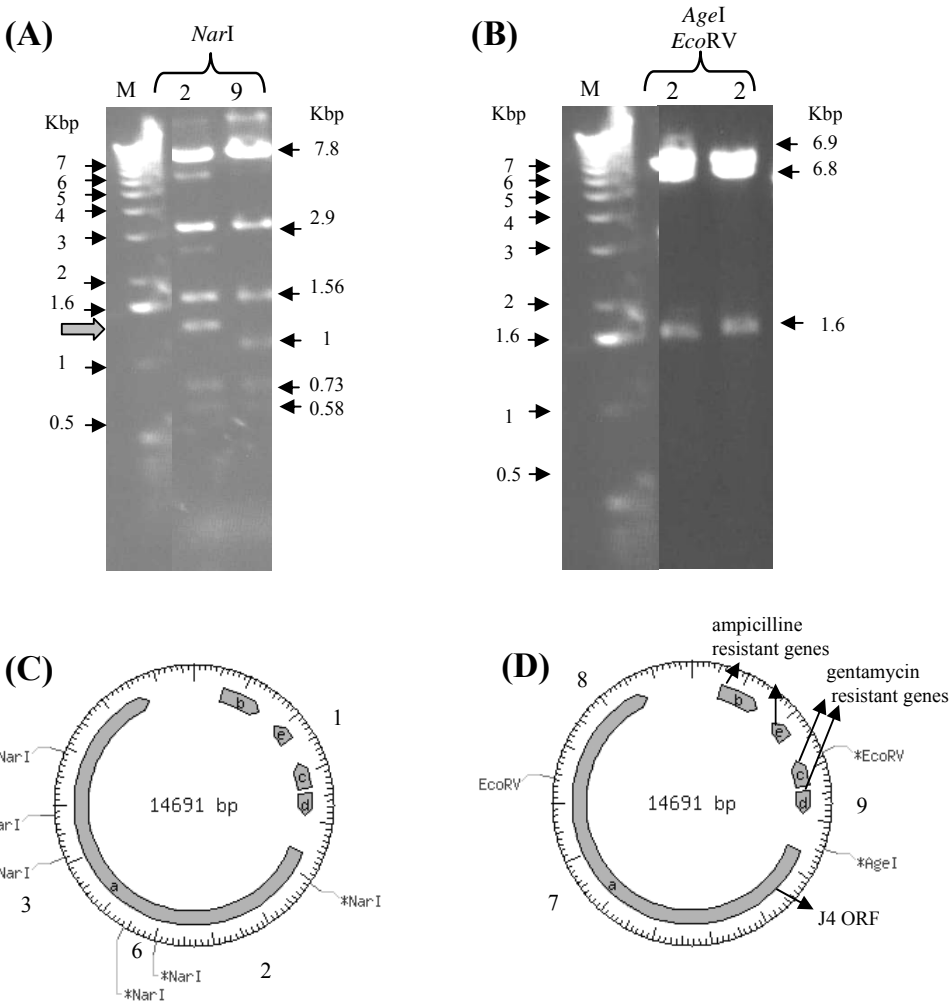 (A)
NarI
M
2
9
Kbp
Kbp
7
6
5
4
3
2
1.6
1
0.5
7.8
2.9
1.56
1
0.73
0.58
(B)
AgeI
EcoRV
M
2
2
Kbp
Kbp
7
6
5
4
3
2
1.6
1
0.5
6.9
6.8
1.6
(C)
b
1
e
c
d
NarI
arI
NarI
14691 bp
a
3
*NarI
6
*NarI
2
*NarI
(D)
ampicilline
resistant genes
gentamycin
resistant genes
8
b
e
*EcoRV
EcoRV
c
d
14691 bp
9
*AgeI
a
7
J4 ORF